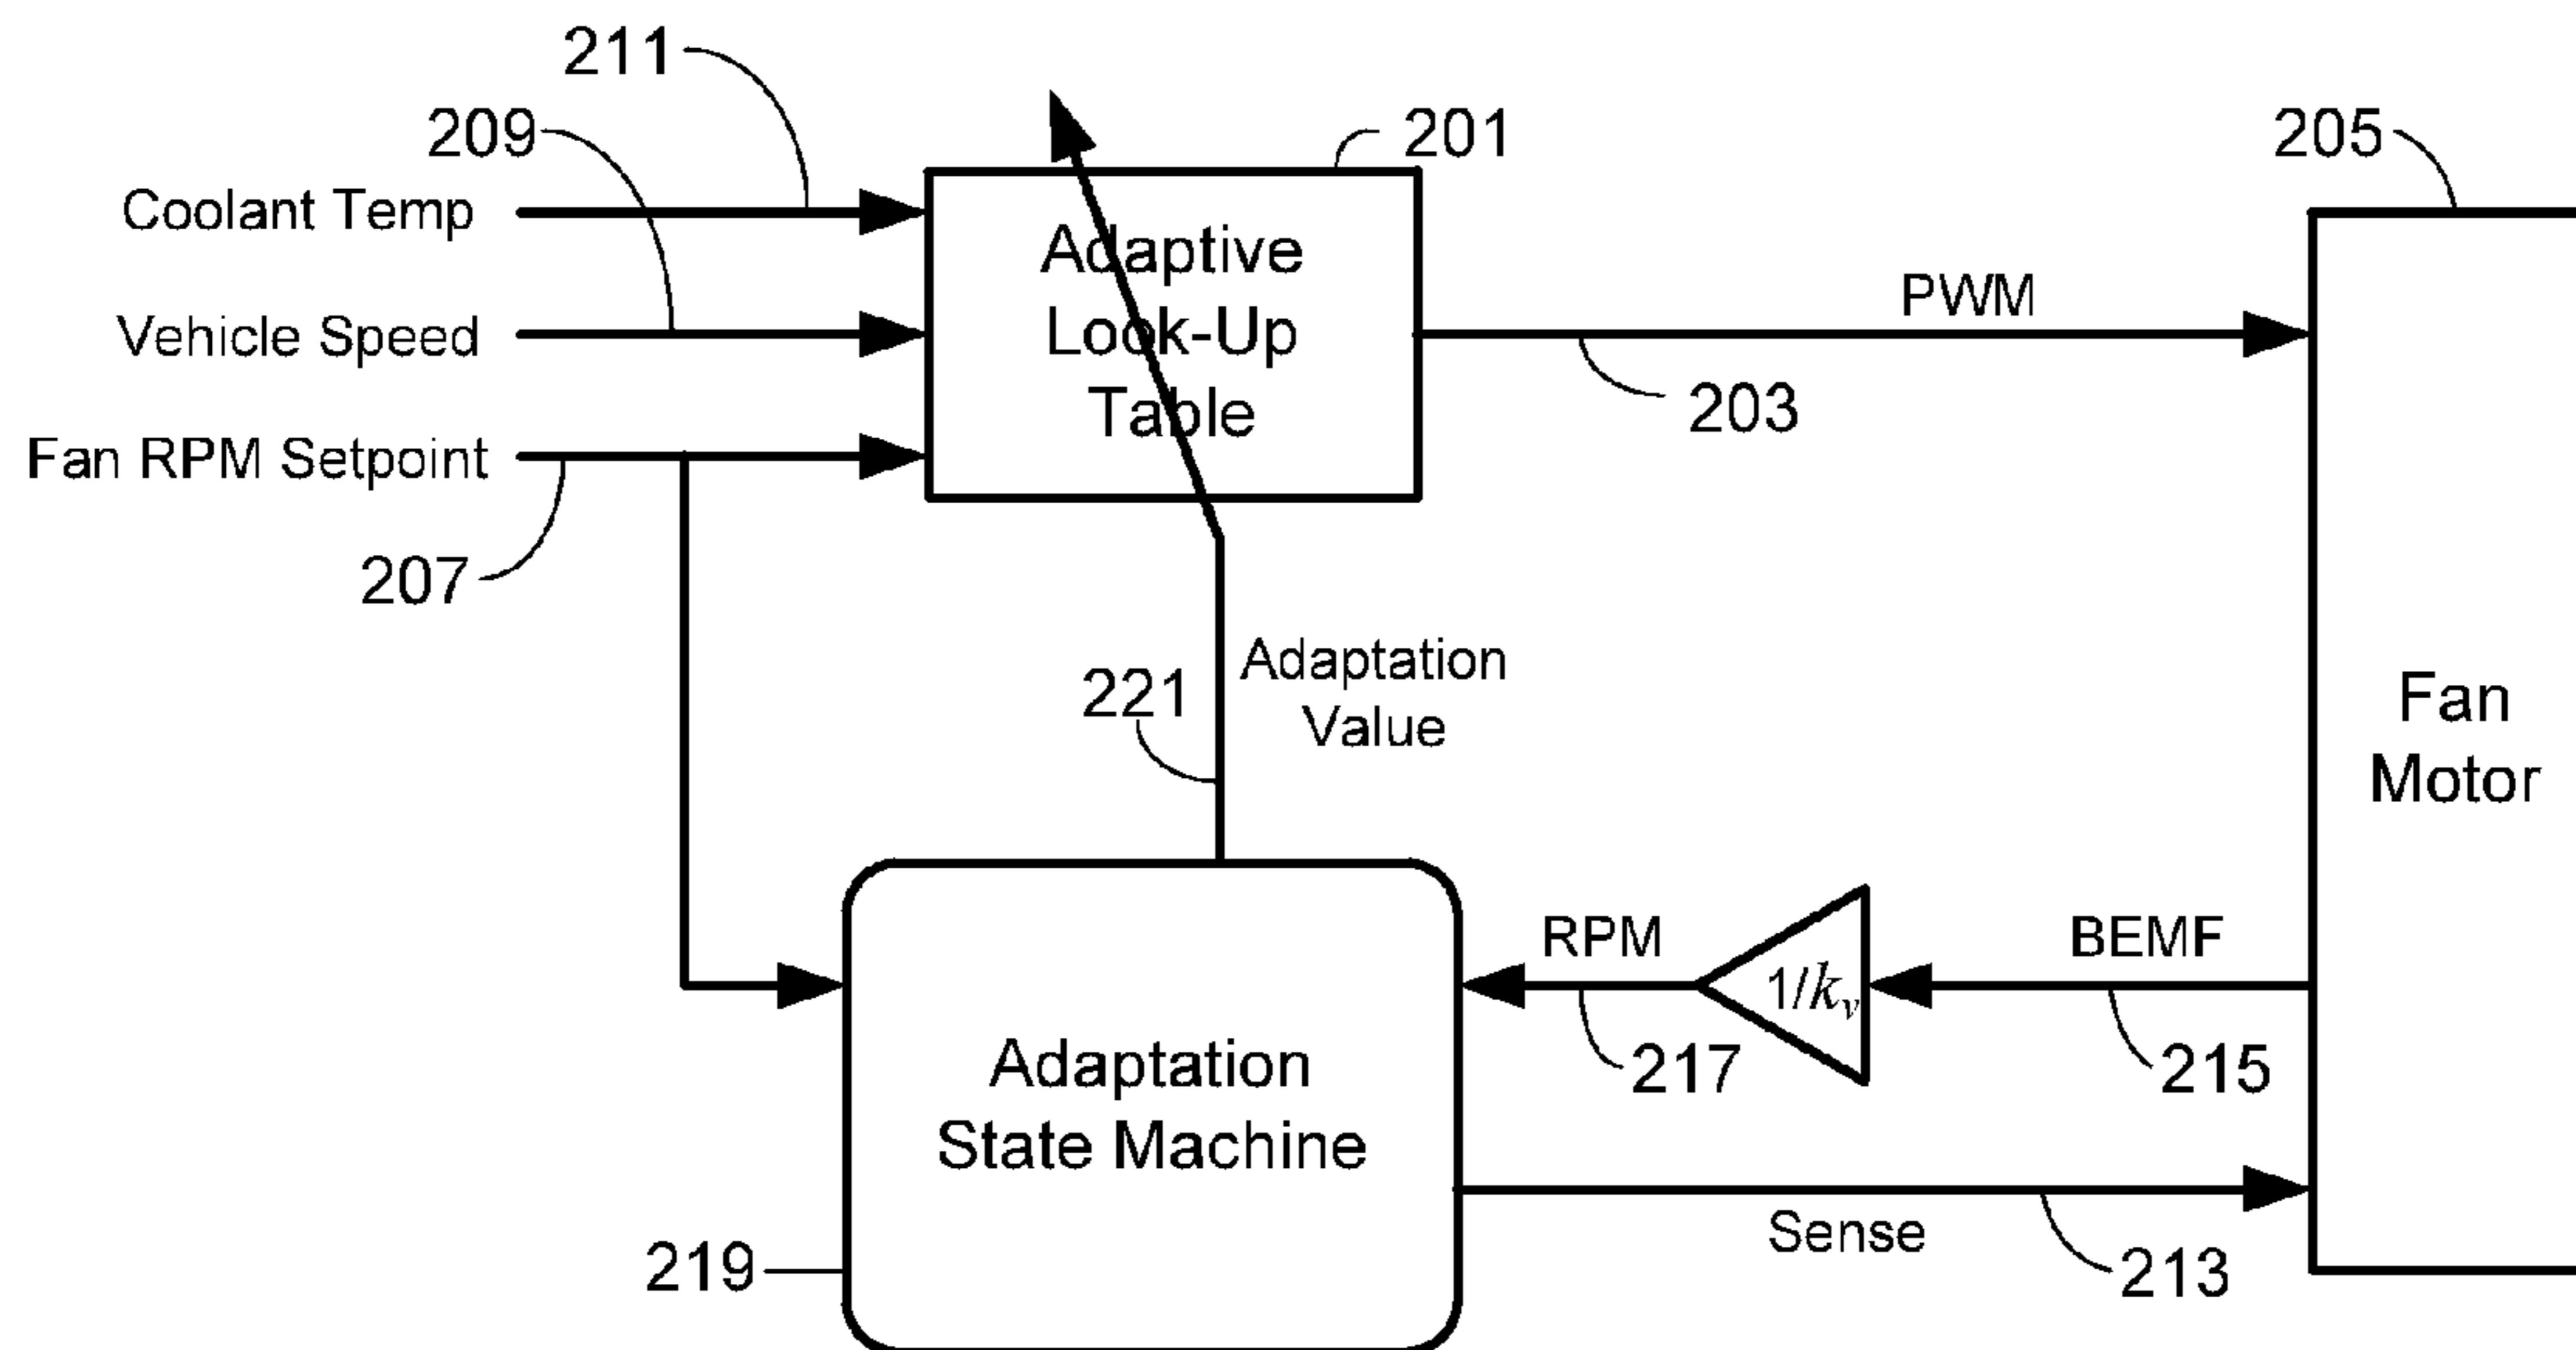 211
209
201
205
Coolant Temp
Adaptive
Look-Up
Table
Vehicle Speed
PWM
203
Fan RPM Setpoint
207
221
Adaptation
Value
Fan
Motor
RPM
BEMF
1/kv
217
215
Adaptation
State Machine
Sense
219
213